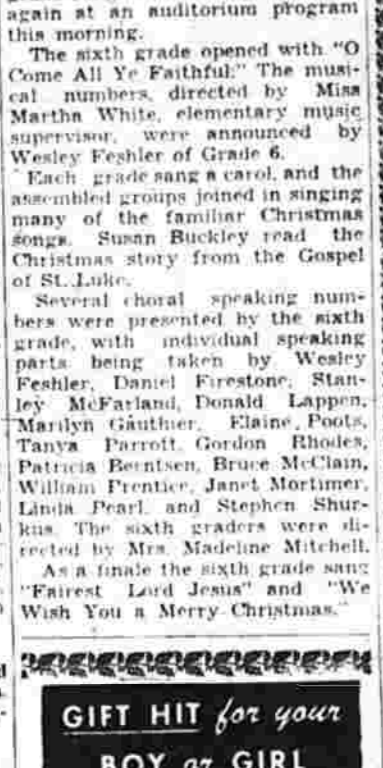 again at an auditorium program
this morning.
The sixth grade opened with "O
Come All Ye Faithful." The musi-
cal numbers, directed by Miss
Martha White, elementary music
supervisor, were announced by
Wesley Feshler of Grade 6.
Each grade sang a carol, and the
assembled groups joined in singing
many of the familiar Christmas
songs. Susan Buckley read the
Christmas story from the Gospel
of St. Luke.
Several choral speaking num-
bers were presented by the sixth
grade, with individual speaking
parts being taken by Wesley
Feshler, Daniel Firestone, Stan-
ley McFarland, Donald Lappen,
Marilyn Gauthier, Elaine Poots,
Tanya Parrott, Gordon Rhodes,
Patricia Berntsen, Bruce McClain,
William Prentice, Janet Mortimer,
Linda Pearl, and Stephen Shur-
kus. The sixth graders were di-
rected by Mrs. Madeline Mitchell.
As a finale the sixth grade sang
"Fairest Lord Jesus" and "We
Wish You a Merry Christmas."
GIFT HIT for your
BOY or GIRL